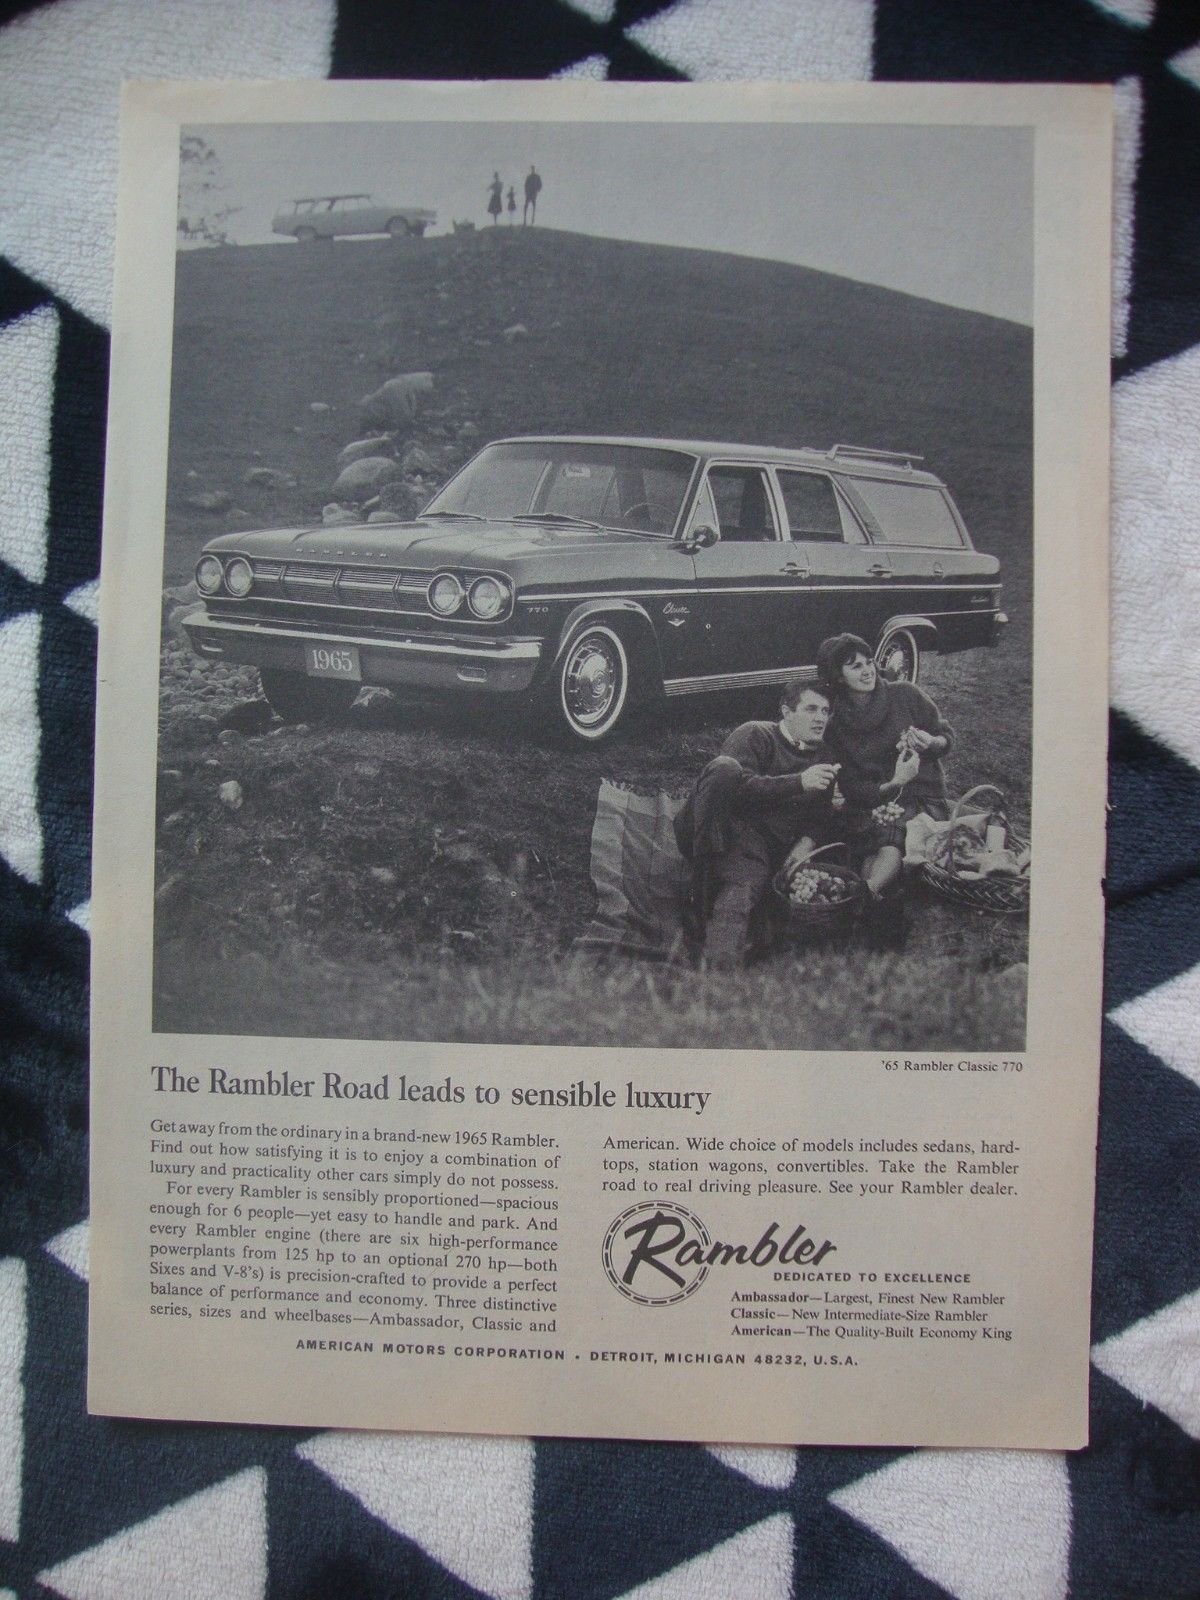 RAMBLER
770
Classic
1965
'65 Rambler Classic 770
The Rambler Road leads to sensible luxury
Get away from the ordinary in a brand-new 1965 Rambler.
Find out how satisfying it is to enjoy a combination of
luxury and practicality other cars simply do not possess.
For every Rambler is sensibly proportioned—spacious
enough for 6 people—yet easy to handle and park. And
every Rambler engine (there are six high-performance
powerplants from 125 hp to an optional 270 hp—both
Sixes and V-8's) is precision-crafted to provide a perfect
balance of performance and economy. Three distinctive
series, sizes and wheelbases—Ambassador, Classic and
American. Wide choice of models includes sedans, hard-
tops, station wagons, convertibles. Take the Rambler
road to real driving pleasure. See your Rambler dealer.
Rambler
DEDICATED TO EXCELLENCE
Ambassador—Largest, Finest New Rambler
Classic—New Intermediate-Size Rambler
American—The Quality-Built Economy King
AMERICAN MOTORS CORPORATION • DETROIT, MICHIGAN 48232, U.S.A.